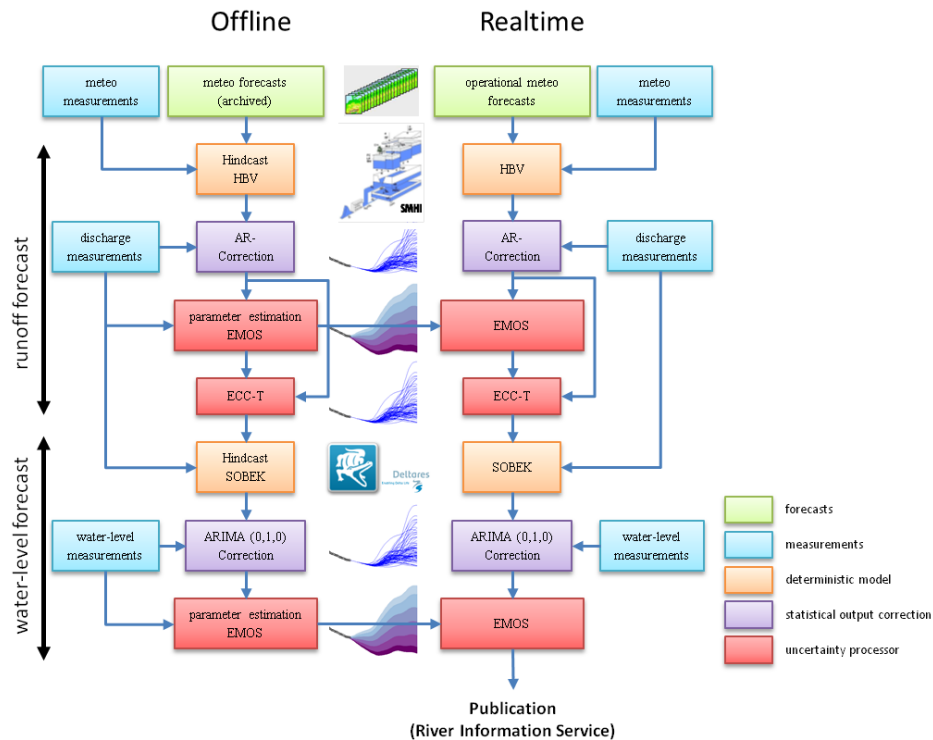 Offline
Realtime
meteo
measurements
meteo forecasts
(archived)
operational meteo
forecasts
meteo
measurements
Hindcast
HBV
SMHI
HBV
runoff forecast
discharge
measurements
AR-
Correction
AR-
Correction
discharge
measurements
parameter estimation
EMOS
EMOS
ECC-T
ECC-T
water-level forecast
Hindcast
SOBEK
Deltares
SOBEK
water-level
measurements
ARIMA (0,1,0)
Correction
ARIMA (0,1,0)
Correction
water-level
measurements
parameter estimation
EMOS
EMOS
forecasts
measurements
deterministic model
statistical output correction
uncertainty processor
Publication
(River Information Service)